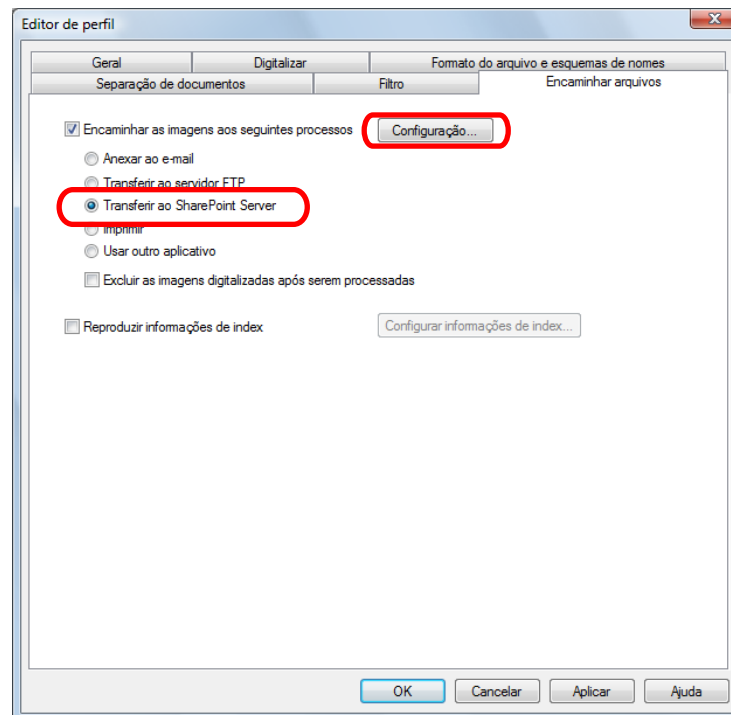 Editor de perfil
Geral Digitalizar Formato do arquivo e esquemas de nomes
Separação de documentos Filtro Encaminhar arquivos
Encaminhar as imagens aos seguintes processos Configuração...
Anexar ao e-mail
Transferir ao servidor FTP
Transferir ao SharePoint Server
Imprimir
Usar outro aplicativo
Excluir as imagens digitalizadas após serem processadas
Reproduzir informações de index Configurar informações de index...
OK Cancelar Aplicar Ajuda